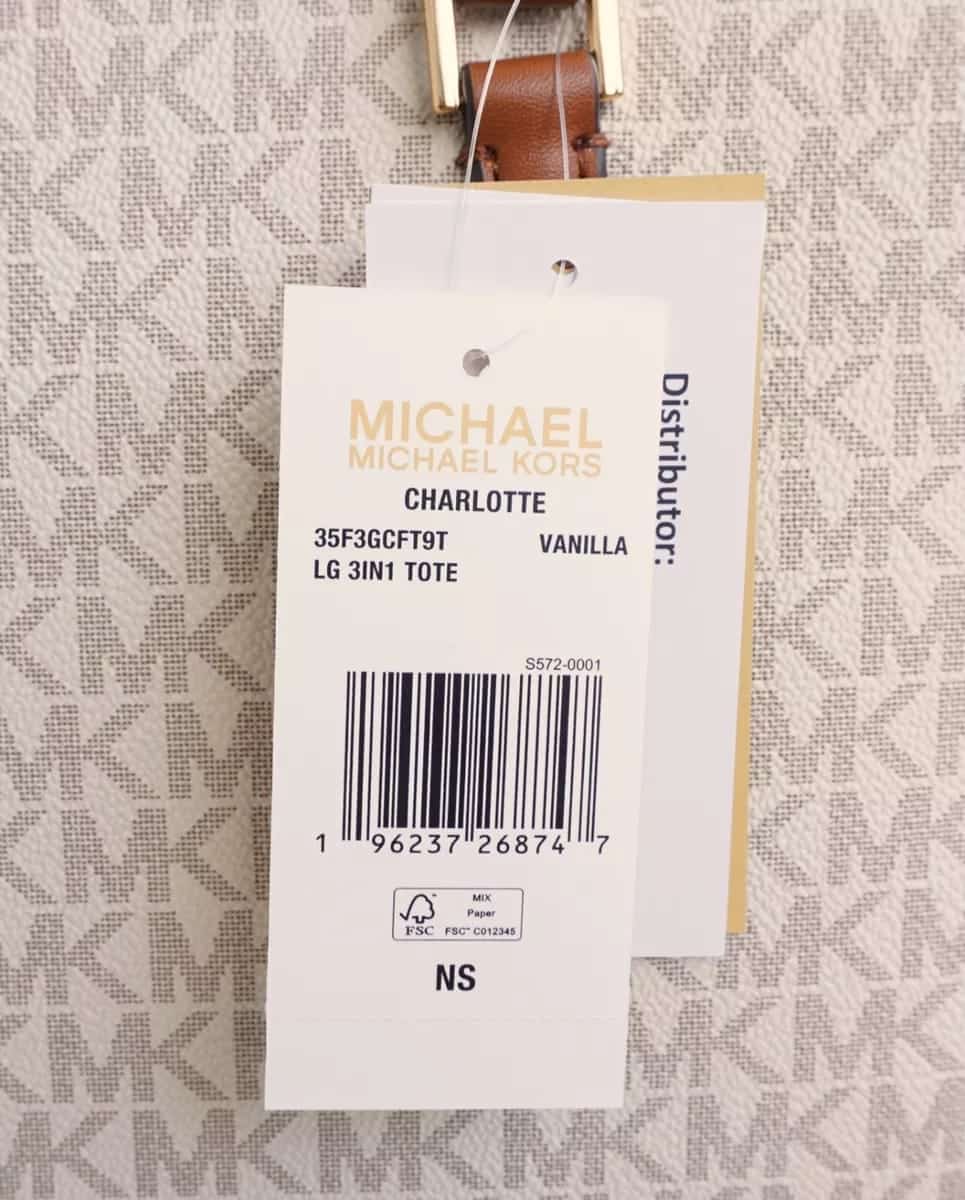 MICHAEL
MICHAEL KORS
CHARLOTTE
35F3GCFT9T VANILLA
LG 3IN1 TOTE
S572-0001
1 96237 26874 7
MIX
Paper
FSC™ C012345
FSC
NS
Distributor: